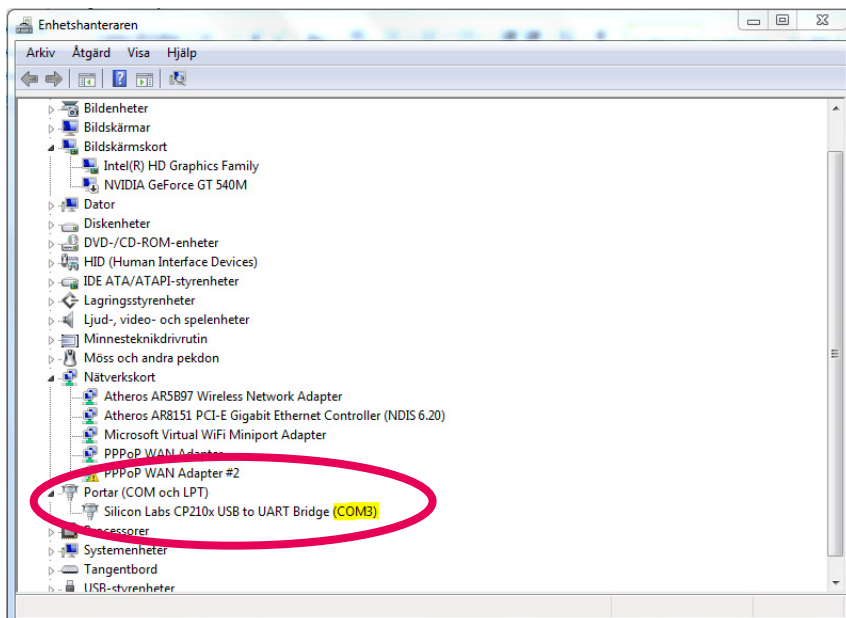 Enhetshanteraren
Arkiv Åtgärd Visa Hjälp
Bildenheter
Bildskärmar
Bildskärmskort
Intel(R) HD Graphics Family
NVIDIA GeForce GT 540M
Dator
Diskenheter
DVD-/CD-ROM-enheter
HID (Human Interface Devices)
IDE ATA/ATAPI-styrenheter
Lagringsstyrenheter
Ljud-, video- och spelenheter
Minnesteknikdrivrutin
Möss och andra pekdon
Nätverkskort
Atheros AR5B97 Wireless Network Adapter
Atheros AR8151 PCI-E Gigabit Ethernet Controller (NDIS 6.20)
Microsoft Virtual WiFi Miniport Adapter
PPPoP WAN Adapter
PPPoP WAN Adapter #2
Portar (COM och LPT)
Silicon Labs CP210x USB to UART Bridge (COM3)
Processorer
Systemenheter
Tangentbord
USB-styrenheter